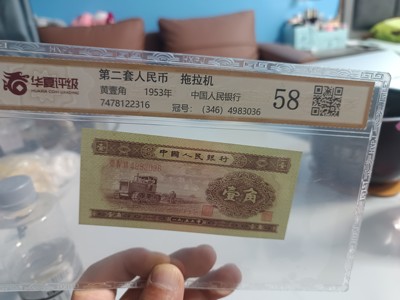 华夏评级
第二套人民币 拖拉机
黄壹角 1953年 中国人民银行
7478122316 冠号：(346) 4983036
58
中国人民银行
壹角